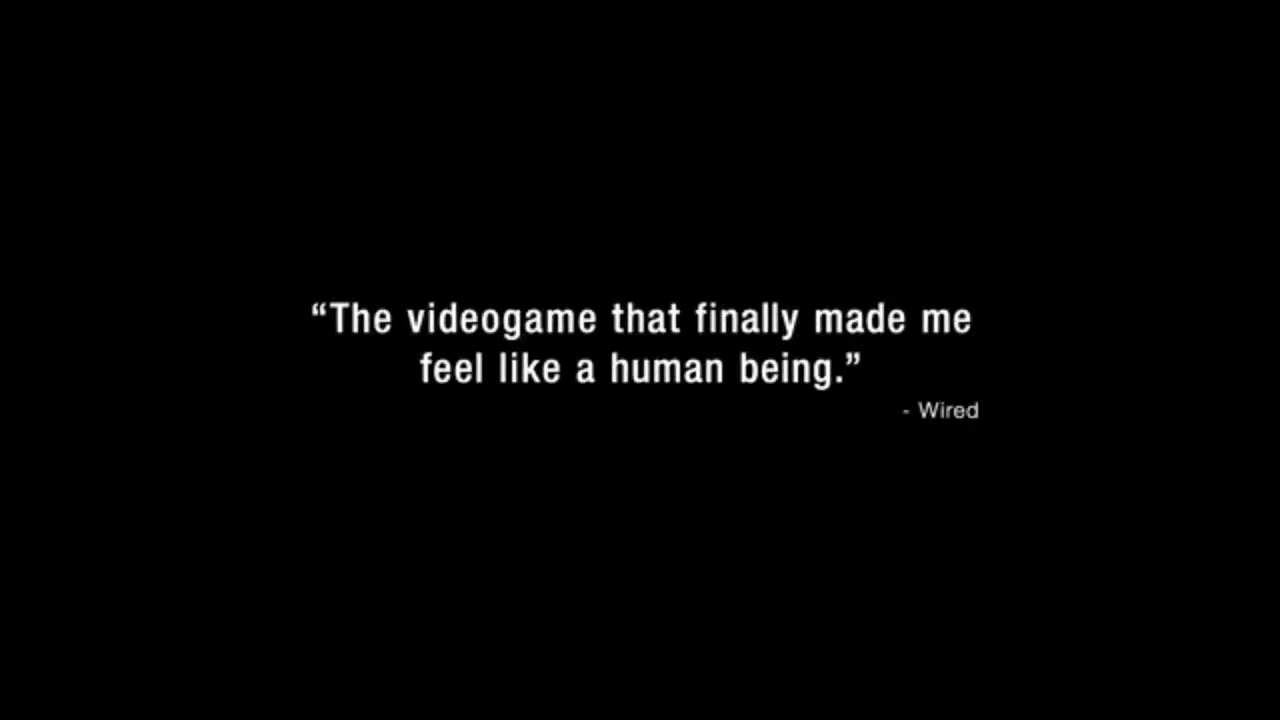 “The videogame that finally made me
feel like a human being.”
- Wired